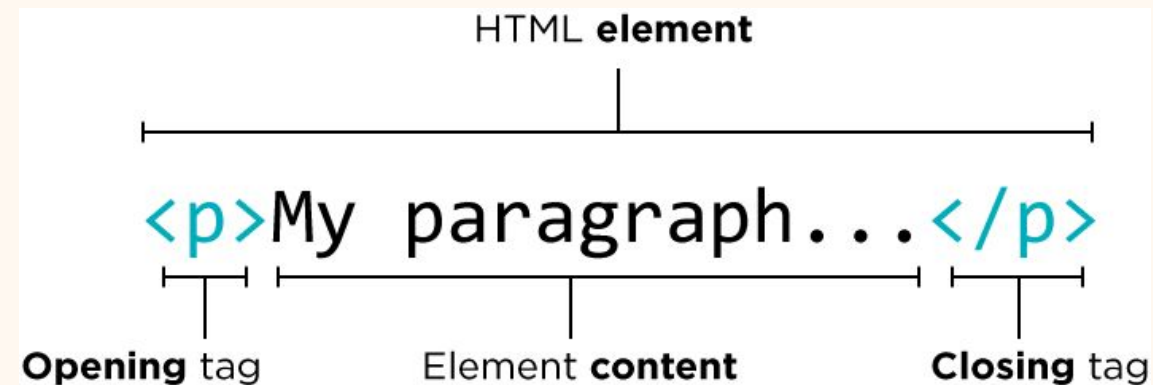 HTML element
<p>My paragraph...</p>
Opening tag Element content Closing tag